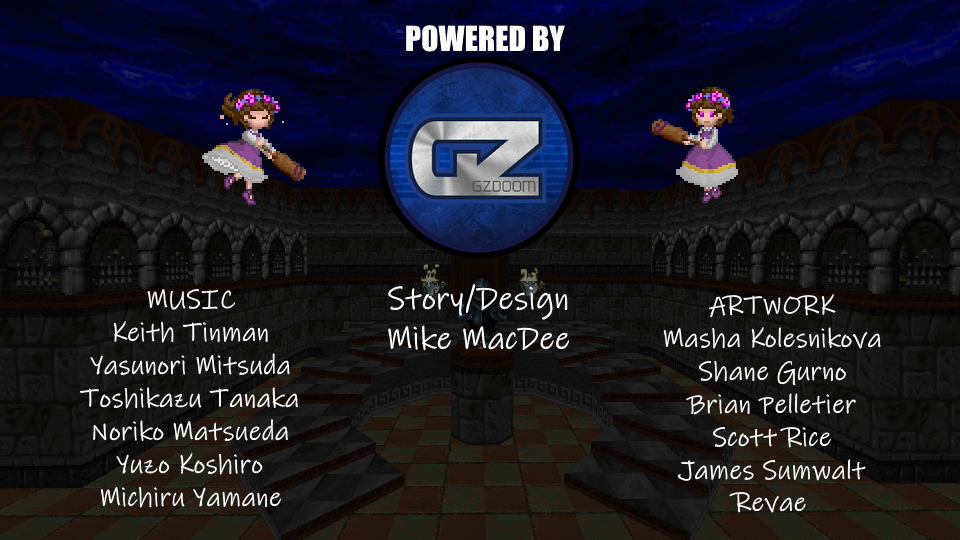 POWERED BY
GZ
GZDOOM
MUSIC
Keith Tinman
Yasunori Mitsuda
Toshikazu Tanaka
Noriko Matsueda
Yuzo Koshiro
Michiru Yamane
Story/Design
Mike MacDee
ARTWORK
Masha Kolesnikova
Shane Gurno
Brian Pelletier
Scott Rice
James Sumwalt
Revae